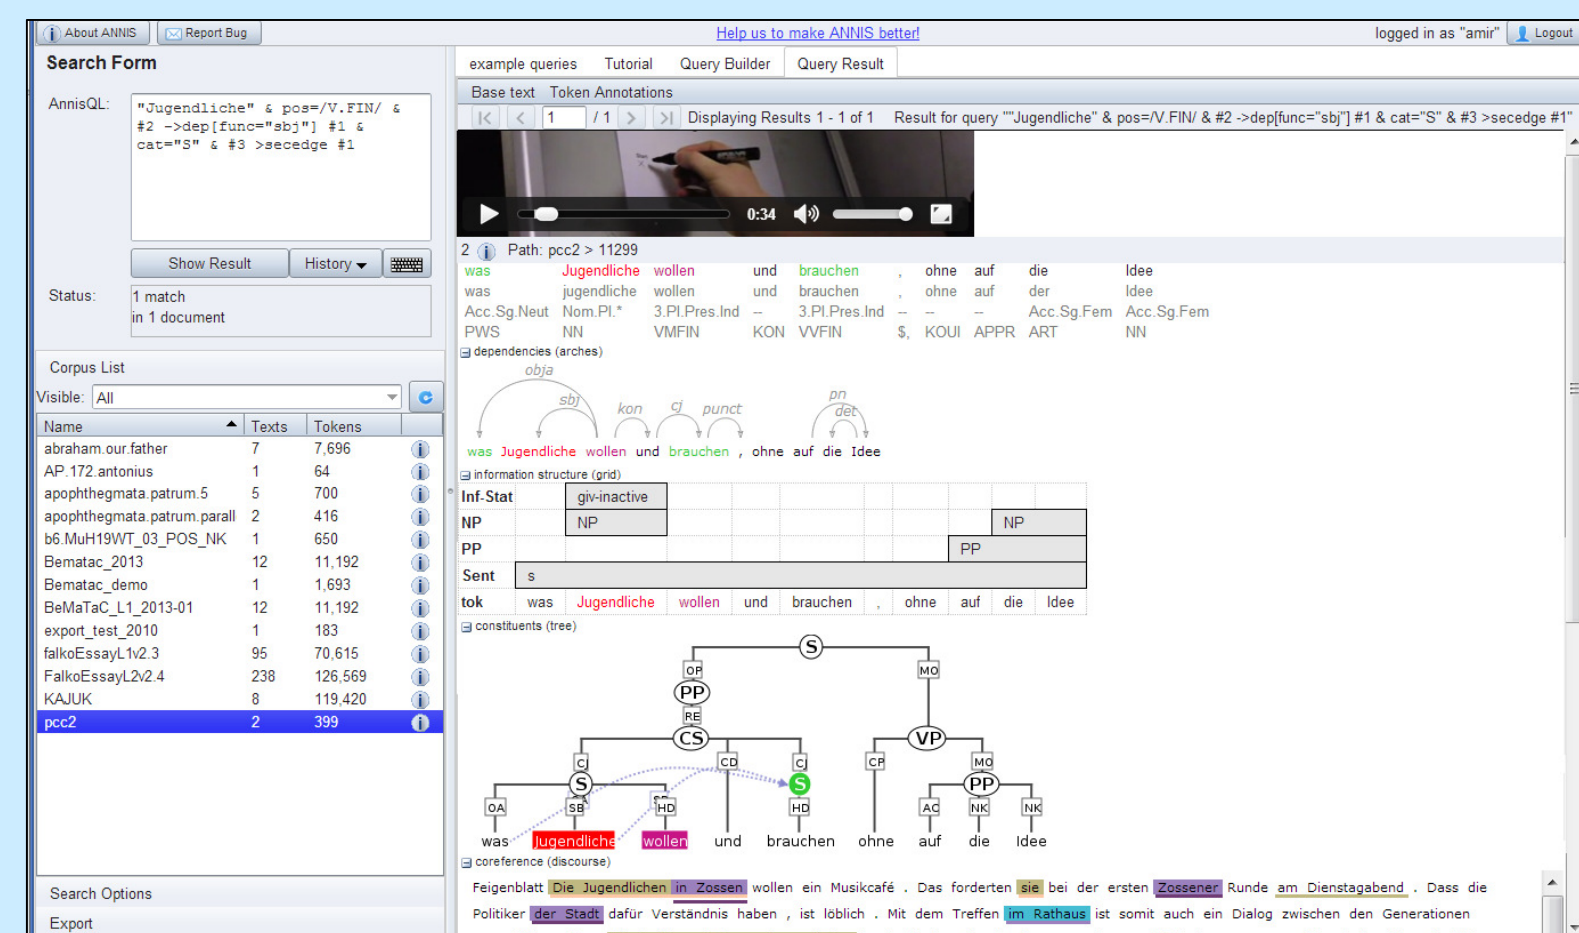 About ANNIS Report Bug Help us to make ANNIS better! logged in as "amir" Logout
Search Form
AnnisQL:
"Jugendliche" & pos=/V.FIN/ &
#2 ->dep[func="sbj"] #1 &
cat="S" & #3 >secedge #1
Show Result History
Status:
1 match
in 1 document
Corpus List
Visible: All
Name Texts Tokens
abraham.our.father 7 7,696
AP.172.antonius 1 64
apophthegmata.patrum.5 5 700
apophthegmata.patrum.parall 2 416
b6.MuH19WT_03_POS_NK 1 650
Bematac_2013 12 11,192
Bematac_demo 1 1,693
BeMaTaC_L1_2013-01 12 11,192
export_test_2010 1 183
falkoEssayL1v2.3 95 70,615
FalkoEssayL2v2.4 238 126,569
KAJUK 8 119,420
pcc2 2 399
Search Options
Export
example queries Tutorial Query Builder Query Result
Base text Token Annotations
1 / 1 Displaying Results 1 - 1 of 1 Result for query ""Jugendliche" & pos=/V.FIN/ & #2 ->dep[func="sbj"] #1 & cat="S" & #3 >secedge #1"
0:34
2 Path: pcc2 > 11299
was Jugendliche wollen und brauchen , ohne auf die Idee
was jugendliche wollen und brauchen , ohne auf der Idee
Acc.Sg.Neut Nom.Pl.* 3.Pl.Pres.Ind -- 3.Pl.Pres.Ind -- -- -- Acc.Sg.Fem Acc.Sg.Fem
PWS NN VMFIN KON VVFIN $, KOUI APPR ART NN
dependencies (arches)
obja
sbj kon cj punct pn
det
was Jugendliche wollen und brauchen , ohne auf die Idee
information structure (grid)
Inf-Stat giv-inactive
NP NP NP
PP PP
Sent s
tok was Jugendliche wollen und brauchen , ohne auf die Idee
constituents (tree)
S
OP MO
PP
RE
CS VP
CJ CD CJ CP MO
S S PP
OA SB HD HD AC NK NK
was Jugendliche wollen und brauchen ohne auf die Idee
coreference (discourse)
Feigenblatt Die Jugendlichen in Zossen wollen ein Musikcafé . Das forderten sie bei der ersten Zossener Runde am Dienstagabend . Dass die
Politiker der Stadt dafür Verständnis haben , ist löblich . Mit dem Treffen im Rathaus ist somit auch ein Dialog zwischen den Generationen